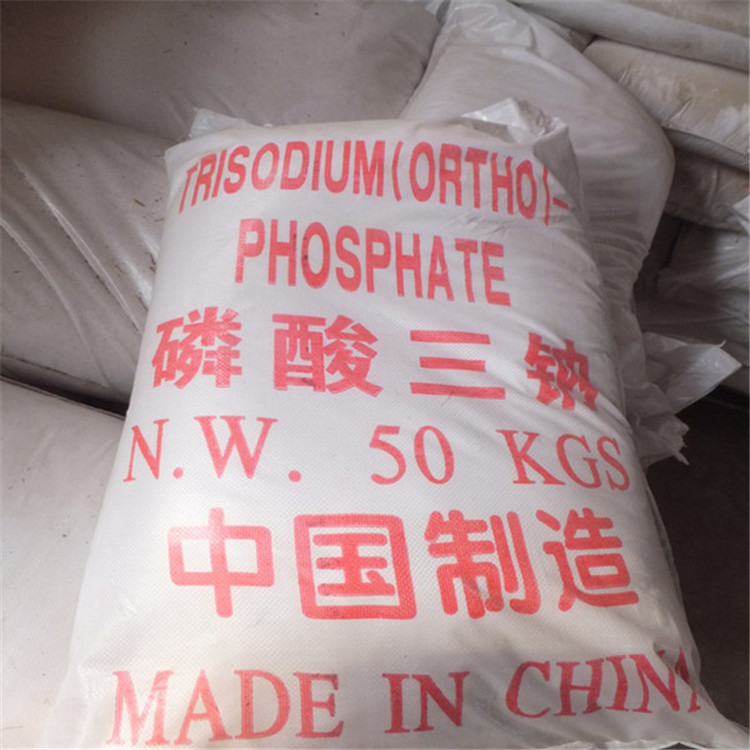 TRISODIUM(ORTHO)-
PHOSPHATE
磷酸三钠
N.W. 50 KGS
中国制造
MADE IN CHINA